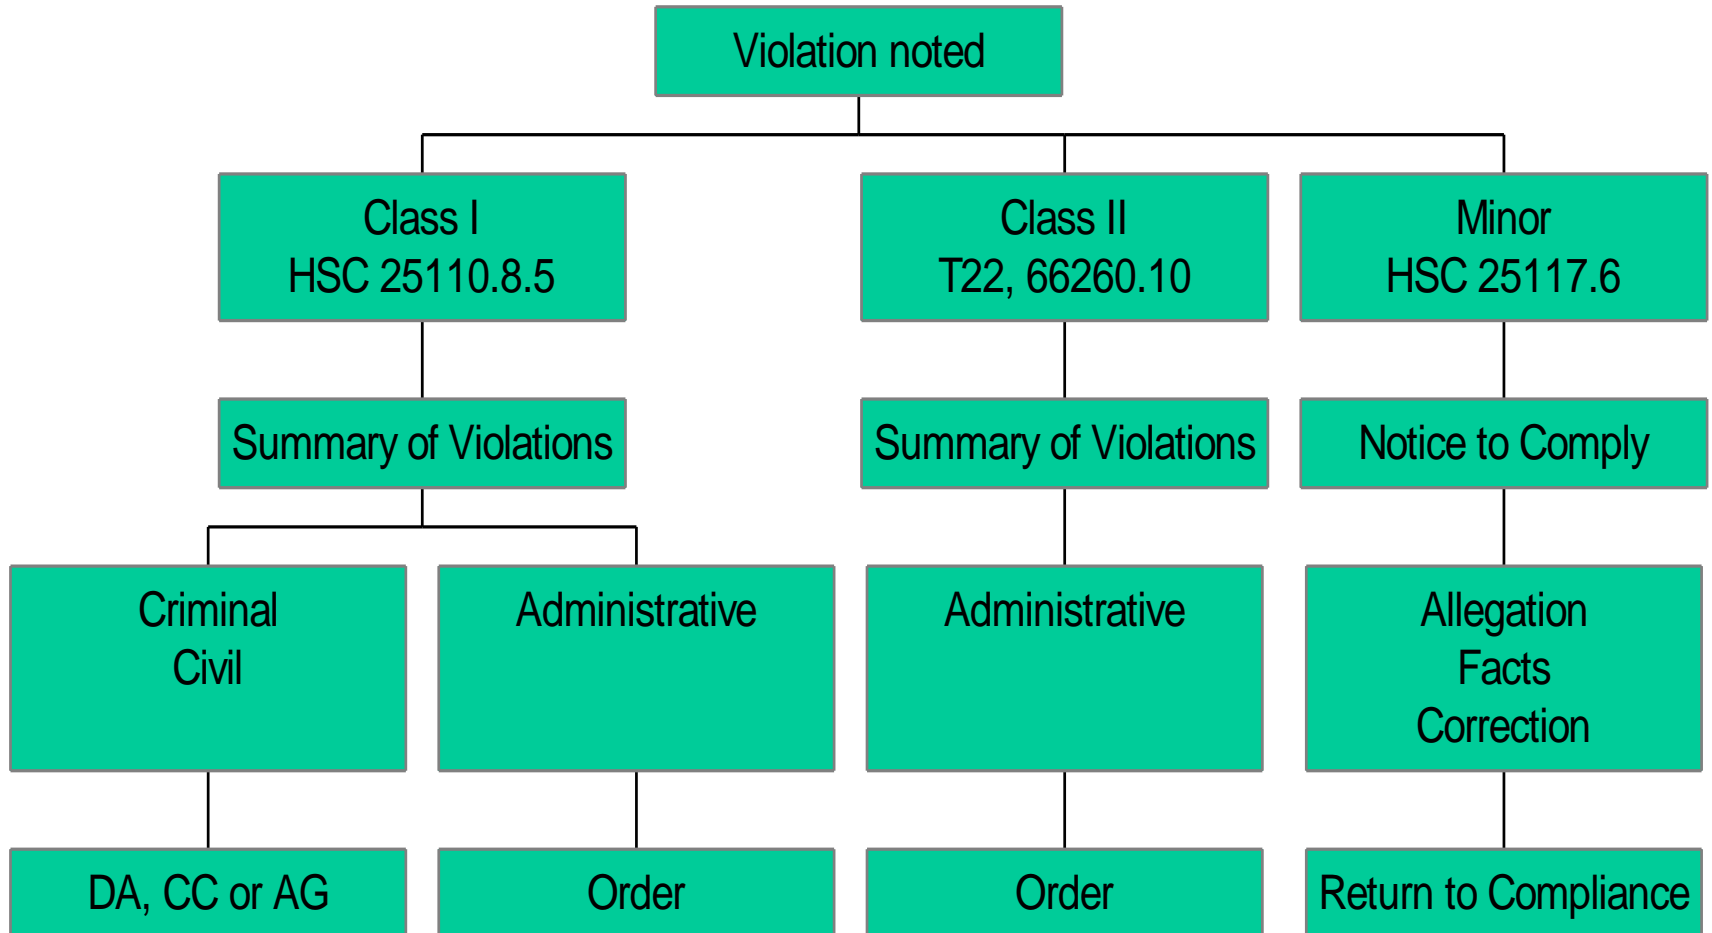 Violation noted
Class I
HSC 25110.8.5
Class II
T22, 66260.10
Minor
HSC 25117.6
Summary of Violations
Summary of Violations
Notice to Comply
Criminal
Civil
Administrative
Administrative
Allegation
Facts
Correction
DA, CC or AG
Order
Order
Return to Compliance